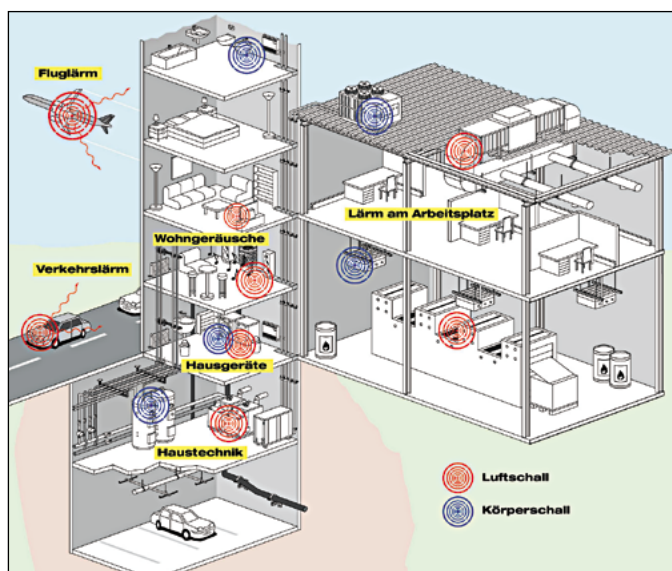 Fluglärm
Lärm am Arbeitsplatz
Wohngeräusche
Verkehrslärm
Hausgeräte
Haustechnik
Luftschall
Körperschall